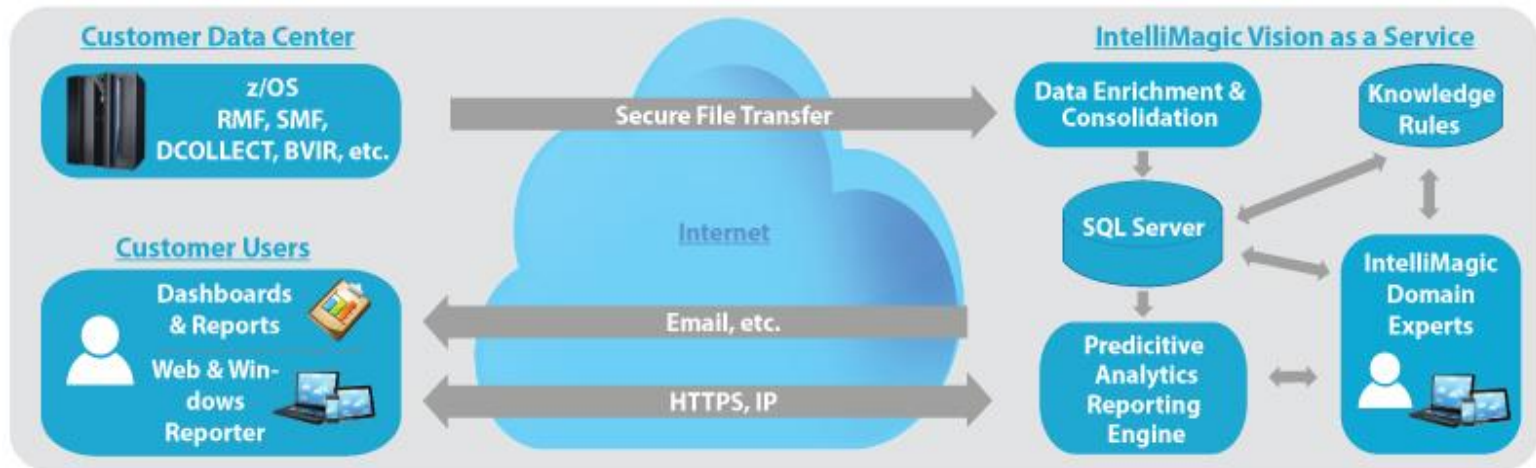 Customer Data Center
z/OS
RMF, SMF,
DCOLLECT, BVIR, etc.
Customer Users
Dashboards
& Reports
Web & Win-
dows
Reporter
Secure File Transfer
Internet
Email, etc.
HTTPS, IP
IntelliMagic Vision as a Service
Data Enrichment &
Consolidation
Knowledge
Rules
SQL Server
IntelliMagic
Domain
Experts
Predicitive
Analytics
Reporting
Engine